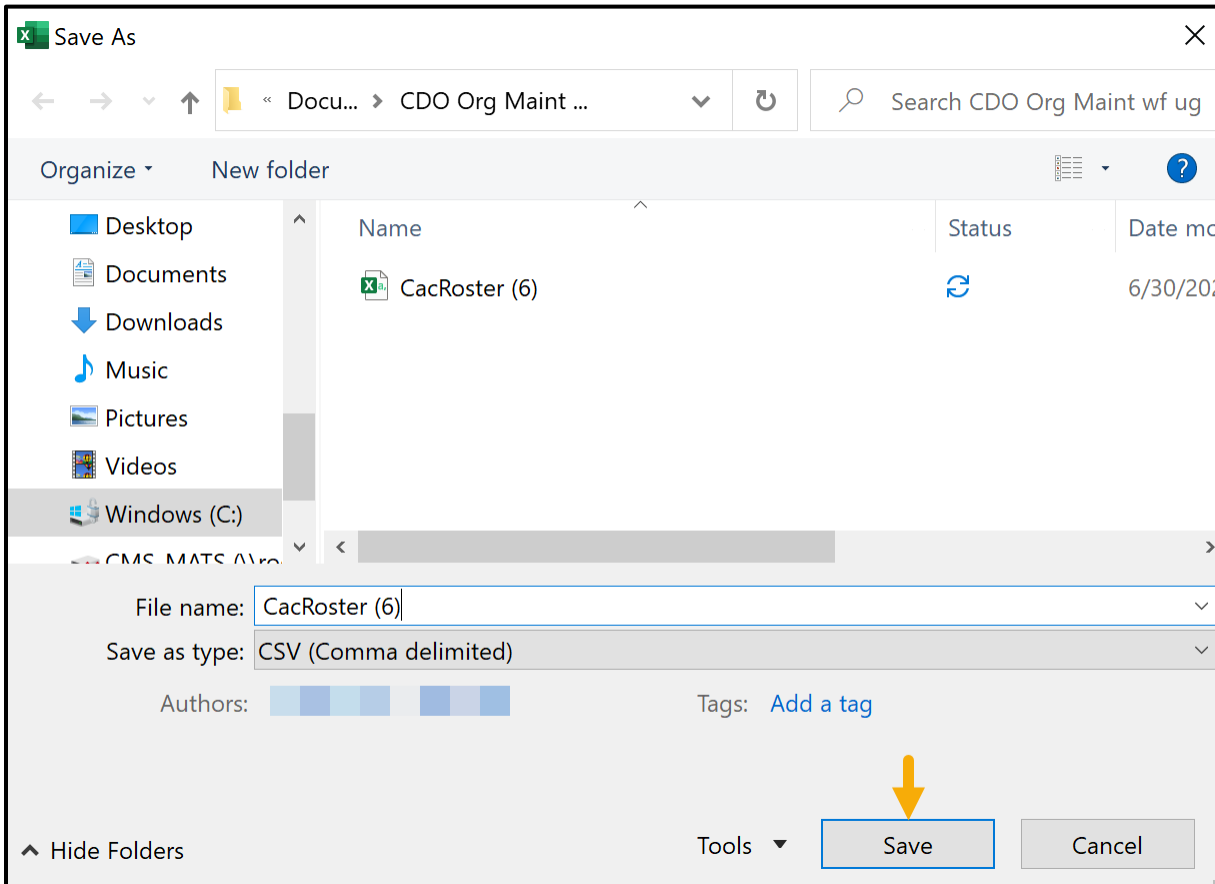 Save As
« Docu... > CDO Org Maint ...
Search CDO Org Maint wf ug
Organize
New folder
?
Desktop
Documents
Downloads
Music
Pictures
Videos
Windows (C:)
CMS_MATS (\\ro
Name
Status
Date mo
CacRoster (6)
6/30/202
File name: CacRoster (6)
Save as type: CSV (Comma delimited)
Authors:
Tags: Add a tag
Hide Folders
Tools
Save
Cancel